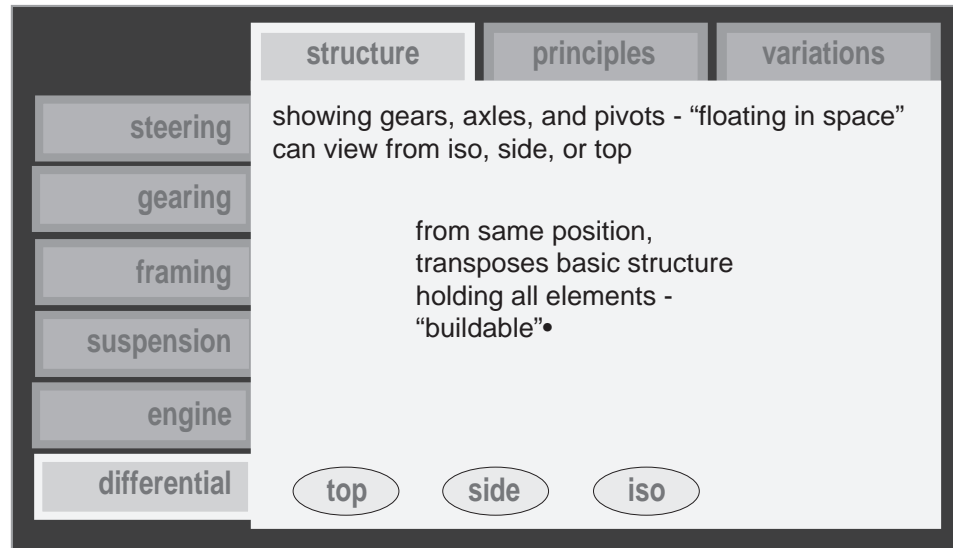 structure
principles
variations
steering
gearing
framing
suspension
engine
differential
showing gears, axles, and pivots - “floating in space”
can view from iso, side, or top
from same position,
transposes basic structure
holding all elements -
“buildable”•
top
side
iso